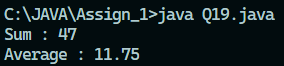 C:\JAVA\Assign_1>java Q19.java
Sum : 47
Average : 11.75